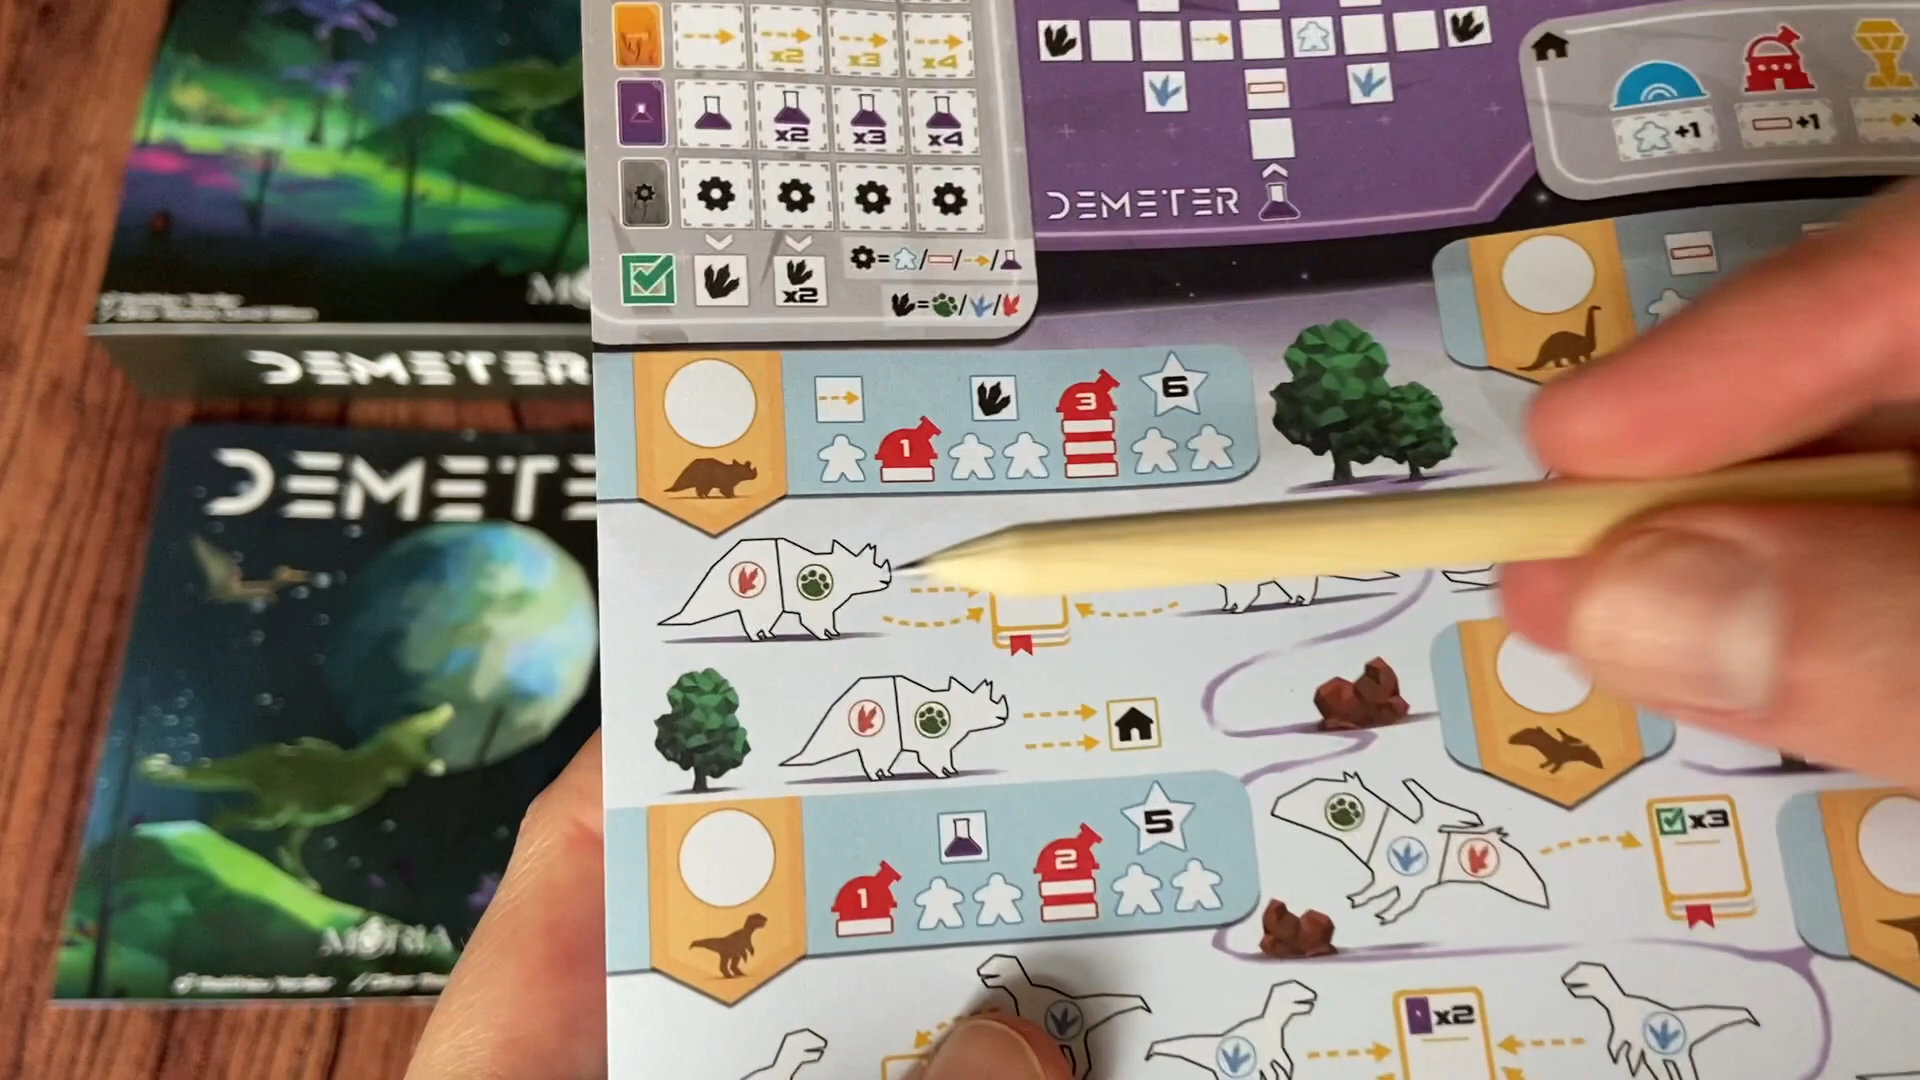 x2
x3
x4
x2
x3
x4
x2
=
/
/
/
=
/
/
DEMETER
+1
+1
DEMETER
DEMETER
MORIA
1
3
6
1
2
5
x3
x2